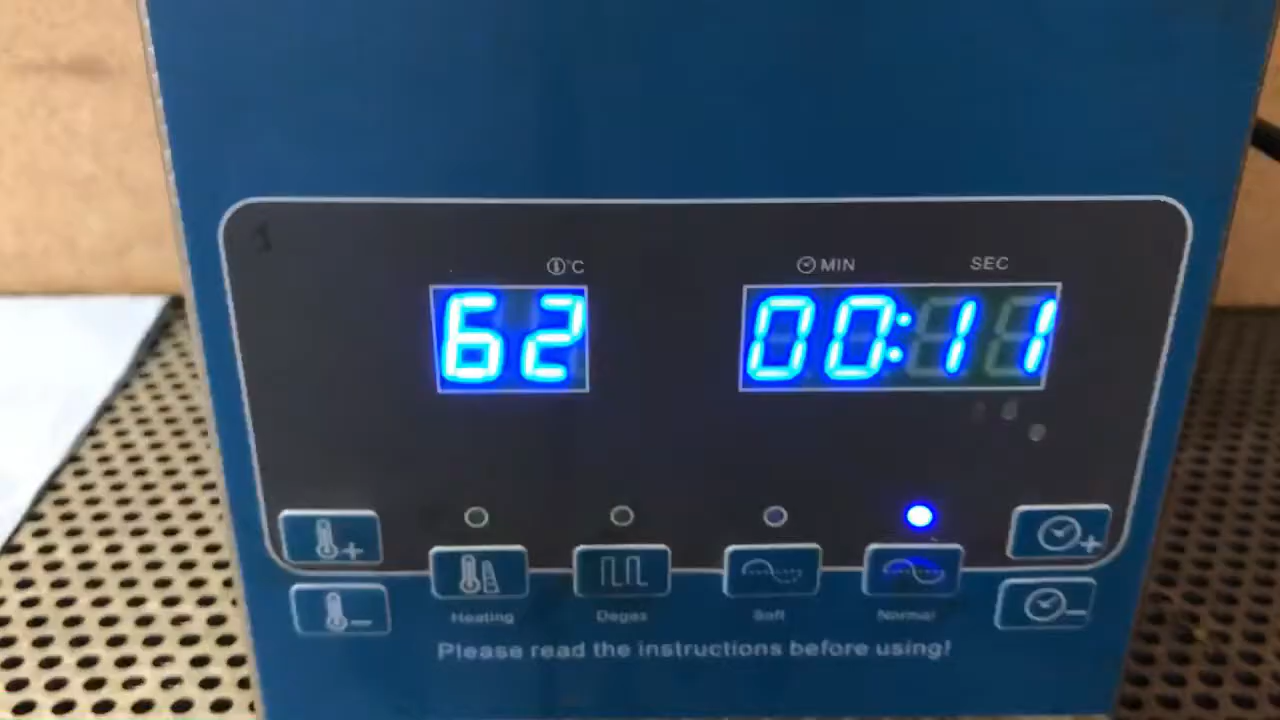 °C
MIN
SEC
62
00:11
Heating
Degas
Soft
Normal
Please read the instructions before using!